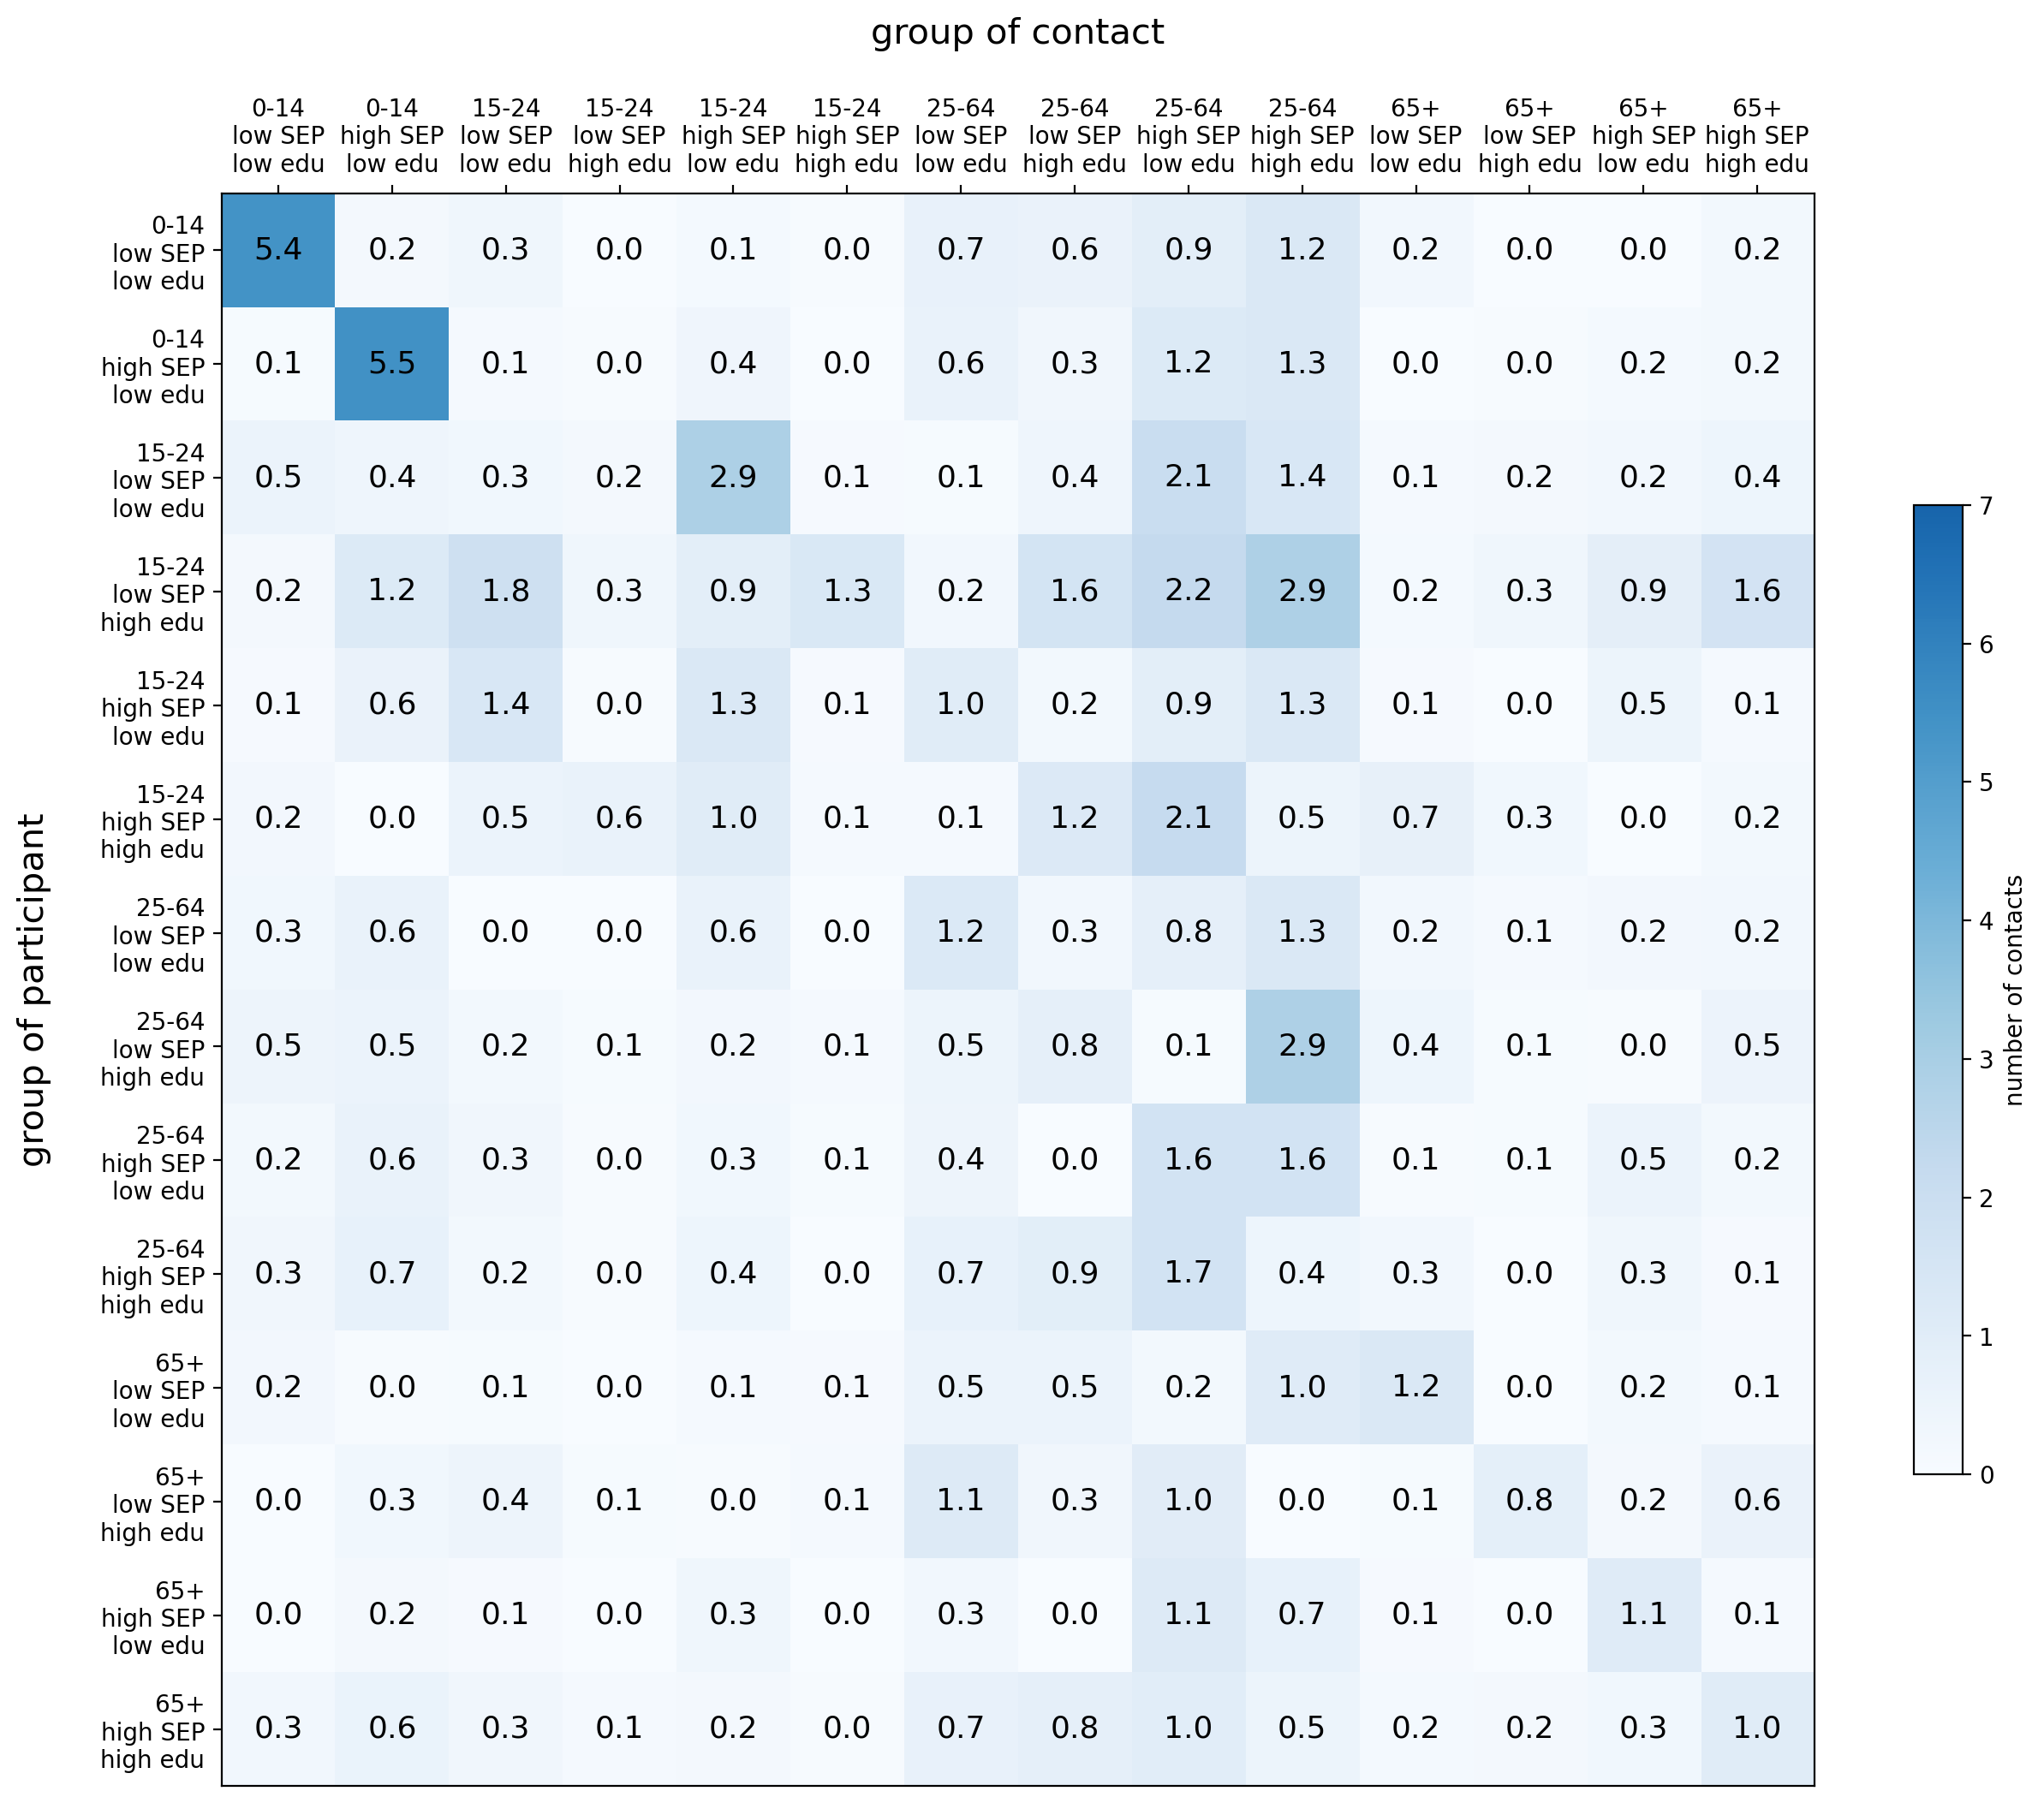 group of contact
0-14 0-14 15-24 15-24 15-24 15-24 25-64 25-64 25-64 25-64 65+ 65+ 65+ 65+
low SEP high SEP low SEP low SEP high SEP high SEP low SEP low SEP high SEP high SEP low SEP low SEP high SEP high SEP
low edu low edu low edu high edu low edu high edu low edu high edu low edu high edu low edu high edu low edu high edu
group of participant
0-14
low SEP
low edu
5.4 0.2 0.3 0.0 0.1 0.0 0.7 0.6 0.9 1.2 0.2 0.0 0.0 0.2
0-14
high SEP
low edu
0.1 5.5 0.1 0.0 0.4 0.0 0.6 0.3 1.2 1.3 0.0 0.0 0.2 0.2
15-24
low SEP
low edu
0.5 0.4 0.3 0.2 2.9 0.1 0.1 0.4 2.1 1.4 0.1 0.2 0.2 0.4
15-24
low SEP
high edu
0.2 1.2 1.8 0.3 0.9 1.3 0.2 1.6 2.2 2.9 0.2 0.3 0.9 1.6
15-24
high SEP
low edu
0.1 0.6 1.4 0.0 1.3 0.1 1.0 0.2 0.9 1.3 0.1 0.0 0.5 0.1
15-24
high SEP
high edu
0.2 0.0 0.5 0.6 1.0 0.1 0.1 1.2 2.1 0.5 0.7 0.3 0.0 0.2
25-64
low SEP
low edu
0.3 0.6 0.0 0.0 0.6 0.0 1.2 0.3 0.8 1.3 0.2 0.1 0.2 0.2
25-64
low SEP
high edu
0.5 0.5 0.2 0.1 0.2 0.1 0.5 0.8 0.1 2.9 0.4 0.1 0.0 0.5
25-64
high SEP
low edu
0.2 0.6 0.3 0.0 0.3 0.1 0.4 0.0 1.6 1.6 0.1 0.1 0.5 0.2
25-64
high SEP
high edu
0.3 0.7 0.2 0.0 0.4 0.0 0.7 0.9 1.7 0.4 0.3 0.0 0.3 0.1
65+
low SEP
low edu
0.2 0.0 0.1 0.0 0.1 0.1 0.5 0.5 0.2 1.0 1.2 0.0 0.2 0.1
65+
low SEP
high edu
0.0 0.3 0.4 0.1 0.0 0.1 1.1 0.3 1.0 0.0 0.1 0.8 0.2 0.6
65+
high SEP
low edu
0.0 0.2 0.1 0.0 0.3 0.0 0.3 0.0 1.1 0.7 0.1 0.0 1.1 0.1
65+
high SEP
high edu
0.3 0.6 0.3 0.1 0.2 0.0 0.7 0.8 1.0 0.5 0.2 0.2 0.3 1.0
7
6
5
4
3
2
1
0
number of contacts